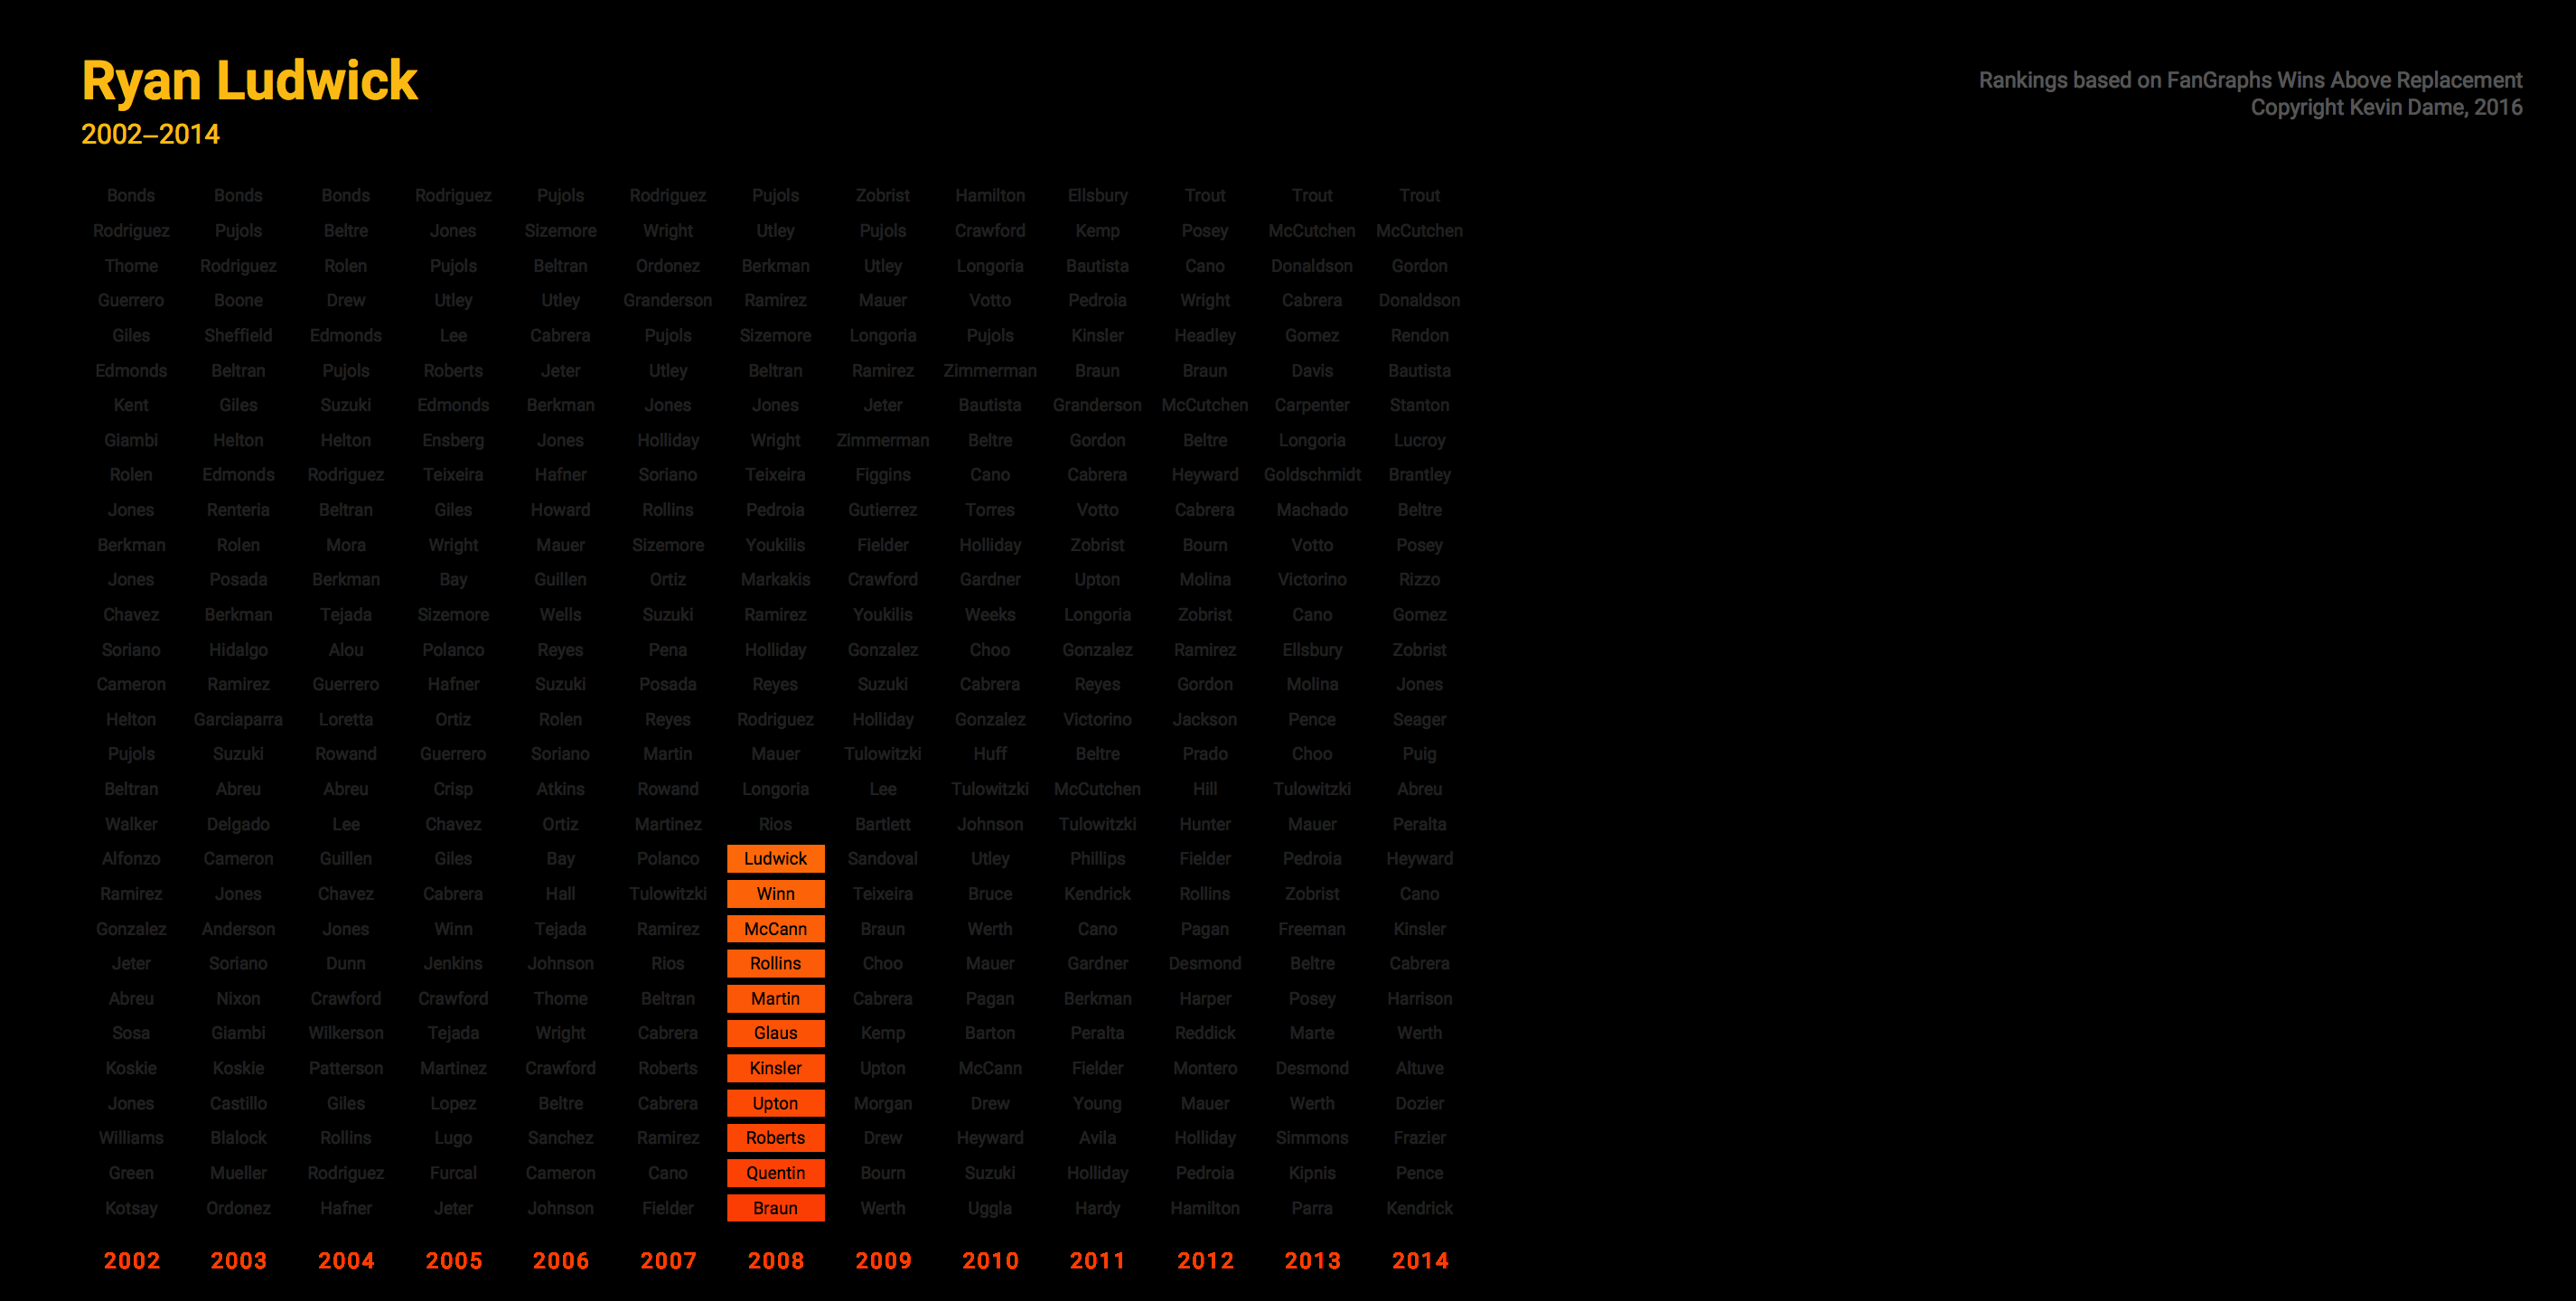 Ryan Ludwick
2002–2014
Rankings based on FanGraphs Wins Above Replacement
Copyright Kevin Dame, 2016
Bonds Bonds Bonds Rodriguez Pujols Rodriguez Pujols Zobrist Hamilton Ellsbury Trout Trout Trout
Rodriguez Pujols Beltre Jones Sizemore Wright Utley Pujols Crawford Kemp Posey McCutchen McCutchen
Thome Rodriguez Rolen Pujols Beltran Ordonez Berkman Utley Longoria Bautista Cano Donaldson Gordon
Guerrero Boone Drew Utley Utley Granderson Ramirez Mauer Votto Pedroia Wright Cabrera Donaldson
Giles Sheffield Edmonds Lee Cabrera Pujols Sizemore Longoria Pujols Kinsler Headley Gomez Rendon
Edmonds Beltran Pujols Roberts Jeter Utley Beltran Ramirez Zimmerman Braun Braun Davis Bautista
Kent Giles Suzuki Edmonds Berkman Jones Jones Jeter Bautista Granderson McCutchen Carpenter Stanton
Giambi Helton Helton Ensberg Jones Holliday Wright Zimmerman Beltre Gordon Beltre Longoria Lucroy
Rolen Edmonds Rodriguez Teixeira Hafner Soriano Teixeira Figgins Cano Cabrera Heyward Goldschmidt Brantley
Jones Renteria Beltran Giles Howard Rollins Pedroia Gutierrez Torres Votto Cabrera Machado Beltre
Berkman Rolen Mora Wright Mauer Sizemore Youkilis Fielder Holliday Zobrist Bourn Votto Posey
Jones Posada Berkman Bay Guillen Ortiz Markakis Crawford Gardner Upton Molina Victorino Rizzo
Chavez Berkman Tejada Sizemore Wells Suzuki Ramirez Youkilis Weeks Longoria Zobrist Cano Gomez
Soriano Hidalgo Alou Polanco Reyes Pena Holliday Gonzalez Choo Gonzalez Ramirez Ellsbury Zobrist
Cameron Ramirez Guerrero Hafner Suzuki Posada Reyes Suzuki Cabrera Reyes Gordon Molina Jones
Helton Garciaparra Loretta Ortiz Rolen Reyes Rodriguez Holliday Gonzalez Victorino Jackson Pence Seager
Pujols Suzuki Rowand Guerrero Soriano Martin Mauer Tulowitzki Huff Beltre Prado Choo Puig
Beltran Abreu Abreu Crisp Atkins Rowand Longoria Lee Tulowitzki McCutchen Hill Tulowitzki Abreu
Walker Delgado Lee Chavez Ortiz Martinez Rios Bartlett Johnson Tulowitzki Hunter Mauer Peralta
Alfonzo Cameron Guillen Giles Bay Polanco Ludwick Sandoval Utley Phillips Fielder Pedroia Heyward
Ramirez Jones Chavez Cabrera Hall Tulowitzki Winn Teixeira Bruce Kendrick Rollins Zobrist Cano
Gonzalez Anderson Jones Winn Tejada Ramirez McCann Braun Werth Cano Pagan Freeman Kinsler
Jeter Soriano Dunn Jenkins Johnson Rios Rollins Choo Mauer Gardner Desmond Beltre Cabrera
Abreu Nixon Crawford Crawford Thome Beltran Martin Cabrera Pagan Berkman Harper Posey Harrison
Sosa Giambi Wilkerson Tejada Wright Cabrera Glaus Kemp Barton Peralta Reddick Marte Werth
Koskie Koskie Patterson Martinez Crawford Roberts Kinsler Upton McCann Fielder Montero Desmond Altuve
Jones Castillo Giles Lopez Beltre Cabrera Upton Morgan Drew Young Mauer Werth Dozier
Williams Blalock Rollins Lugo Sanchez Ramirez Roberts Drew Heyward Avila Holliday Simmons Frazier
Green Mueller Rodriguez Furcal Cameron Cano Quentin Bourn Suzuki Holliday Pedroia Kipnis Pence
Kotsay Ordonez Hafner Jeter Johnson Fielder Braun Werth Uggla Hardy Hamilton Parra Kendrick
2002 2003 2004 2005 2006 2007 2008 2009 2010 2011 2012 2013 2014